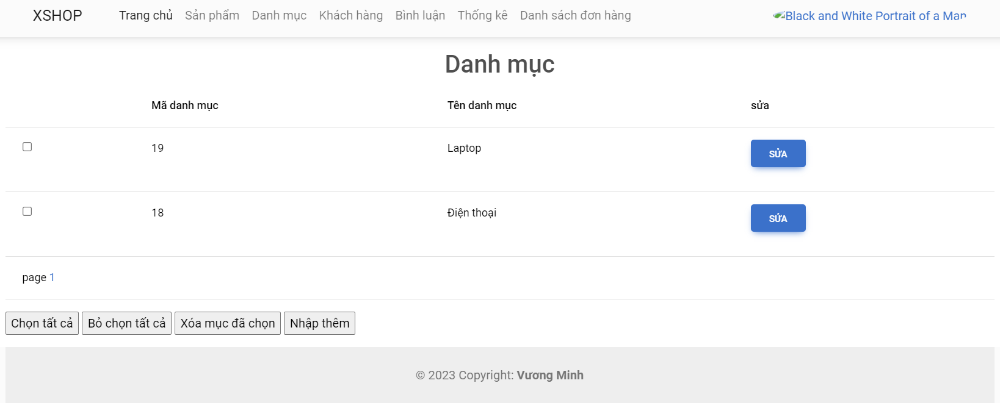 XSHOP Trang chủ Sản phẩm Danh mục Khách hàng Bình luận Thống kê Danh sách đơn hàng Black and White Portrait of a Man
Danh mục
Mã danh mục Tên danh mục sửa
19 Laptop SỬA
18 Điện thoại SỬA
page 1
Chọn tất cả Bỏ chọn tất cả Xóa mục đã chọn Nhập thêm
© 2023 Copyright: Vương Minh